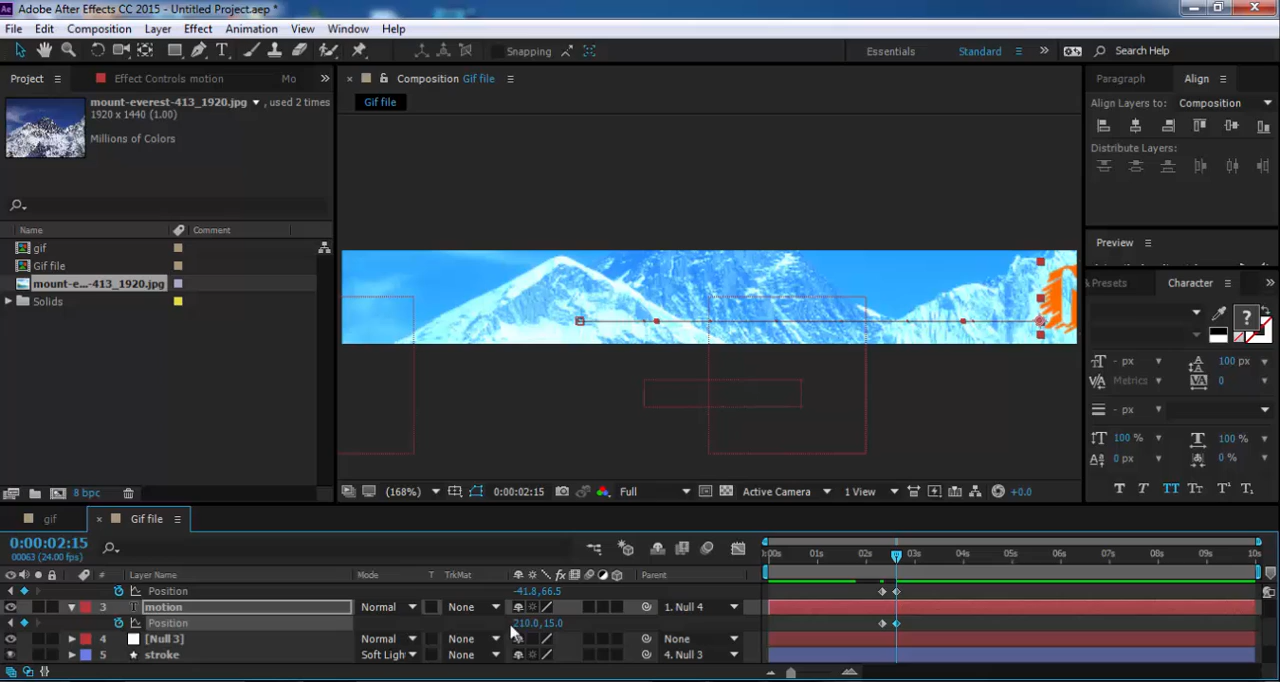 Adobe After Effects CC 2015 - Untitled Project.aep *
File Edit Composition Layer Effect Animation View Window Help
Snapping Essentials Standard Search Help
Project Effect Controls motion Mo Composition Gif file Paragraph Align
mount-everest-413_1920.jpg , used 2 times
1920 x 1440 (1.00)
Millions of Colors
Gif file
Align Layers to: Composition
Distribute Layers:
Name Comment
gif
Gif file
mount-e...-413_1920.jpg
Solids
Preview
Presets Character
- px 100 px
Metrics 0
- px
100 % 100 %
0 px 0 %
T T TT Tt T¹ T₁
8 bpc (168%) 0:00:02:15 Full Active Camera 1 View +0.0
gif Gif file
0:00:02:15
00063 (24.00 fps)
:00s 01s 02s 03s 04s 05s 06s 07s 08s 09s 10s
# Layer Name Mode T TrkMat fx Parent
Position -41.8,66.5
3 T motion Normal None 1. Null 4
Position 210.0,15.0
4 [Null 3] Normal None None
5 stroke Soft Ligh None 4. Null 3